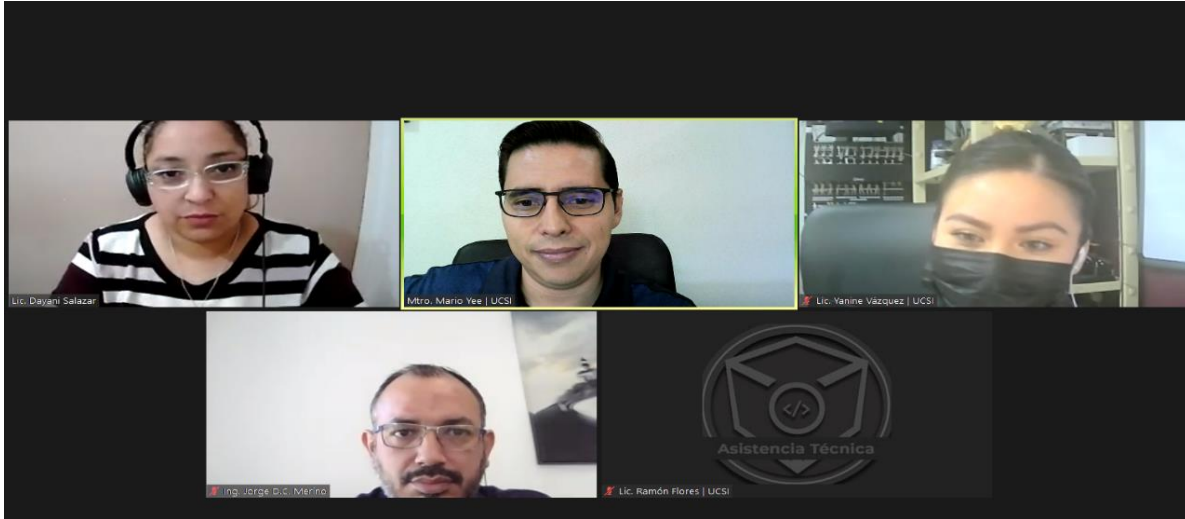 Lic. Dayani Salazar
Mtro. Mario Yee | UCSI
Lic. Yanine Vázquez | UCSI
Ing. Jorge D.C. Merino
</>
Asistencia Técnica
Lic. Ramón Flores | UCSI